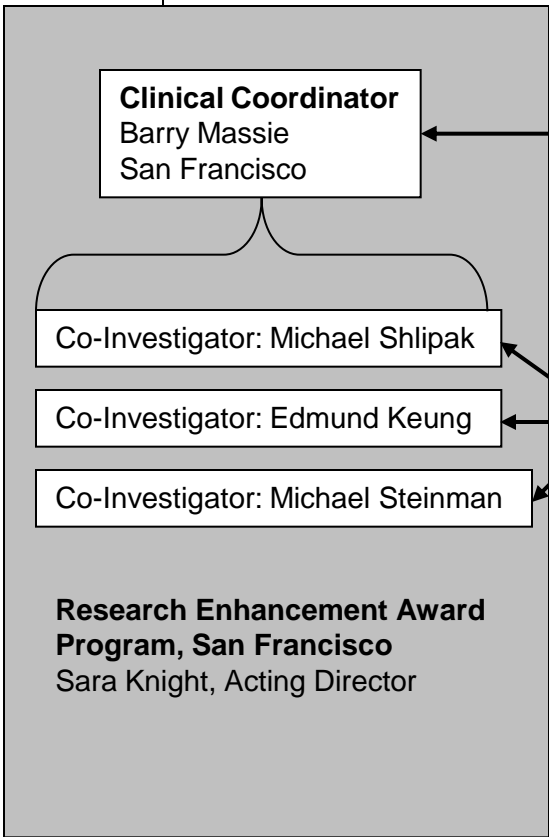 Clinical Coordinator
Barry Massie
San Francisco
Co-Investigator: Michael Shlipak
Co-Investigator: Edmund Keung
Co-Investigator: Michael Steinman
Research Enhancement Award
Program, San Francisco
Sara Knight, Acting Director